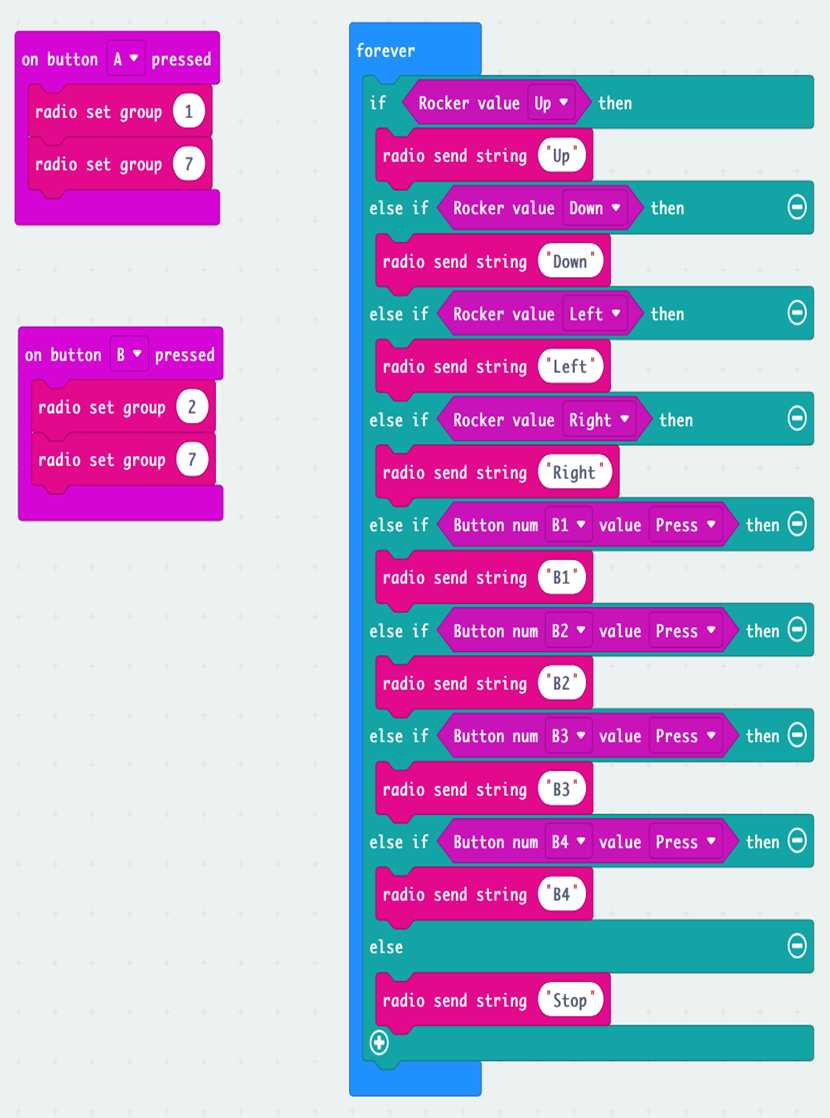 on button A pressed
radio set group 1
radio set group 7
on button B pressed
radio set group 2
radio set group 7
forever
if Rocker value Up then
radio send string "Up"
else if Rocker value Down then
radio send string "Down"
else if Rocker value Left then
radio send string "Left"
else if Rocker value Right then
radio send string "Right"
else if Button num B1 value Press then
radio send string "B1"
else if Button num B2 value Press then
radio send string "B2"
else if Button num B3 value Press then
radio send string "B3"
else if Button num B4 value Press then
radio send string "B4"
else
radio send string "Stop"